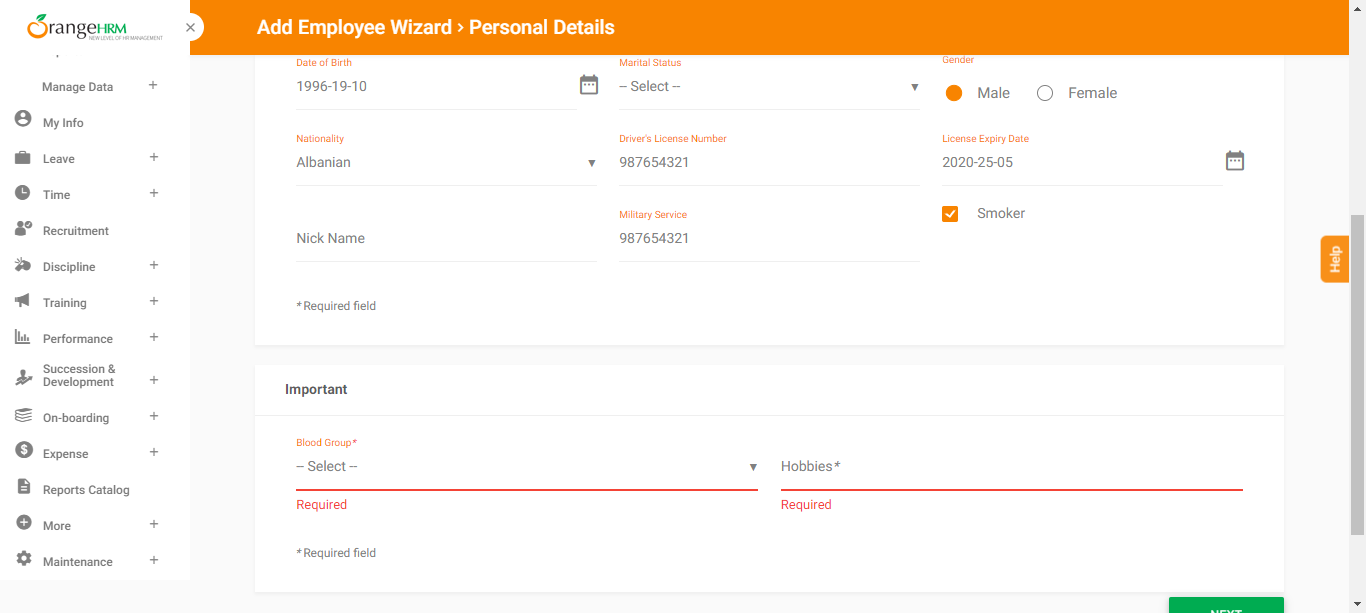 OrangeHRM
NEW LEVEL OF HR MANAGEMENT
×
Add Employee Wizard › Personal Details
Manage Data +
My Info
Leave +
Time +
Recruitment
Discipline +
Training +
Performance +
Succession &
Development +
On-boarding +
Expense +
Reports Catalog
More +
Maintenance +
Date of Birth Marital Status Gender
1996-19-10 -- Select -- Male Female
Nationality Driver's License Number License Expiry Date
Albanian 987654321 2020-25-05
Military Service Smoker
Nick Name 987654321
* Required field
Help
Important
Blood Group*
-- Select -- Hobbies*
Required Required
* Required field
NEXT